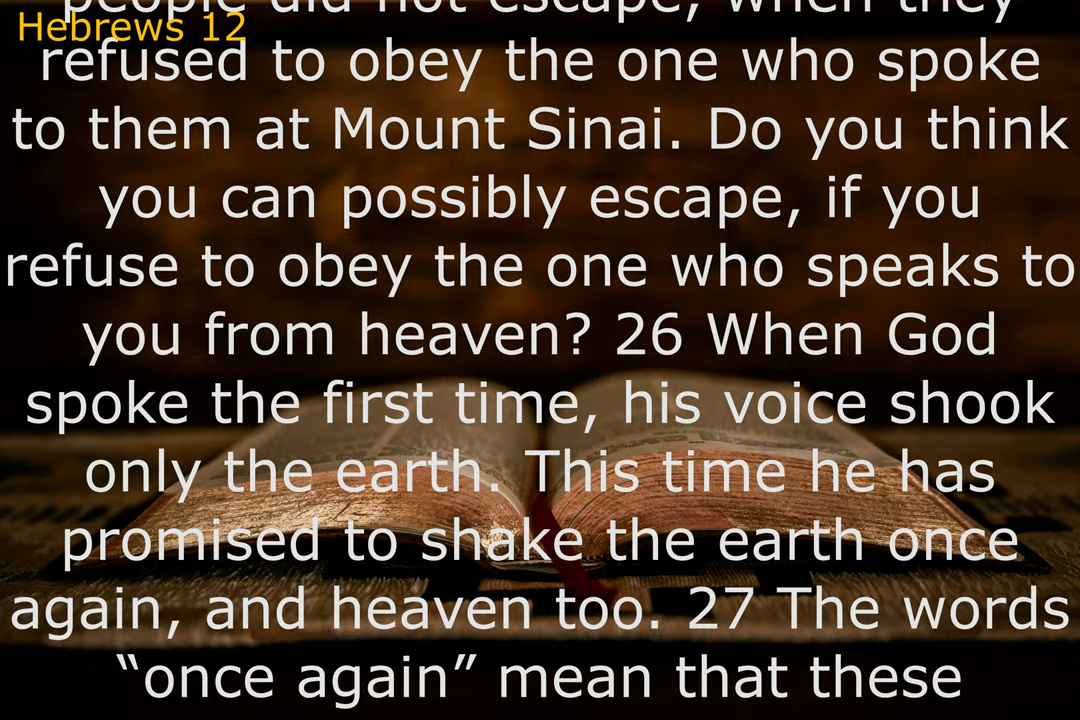 people did not escape, when they
Hebrews 12
refused to obey the one who spoke
to them at Mount Sinai. Do you think
you can possibly escape, if you
refuse to obey the one who speaks to
you from heaven? 26 When God
spoke the first time, his voice shook
only the earth. This time he has
promised to shake the earth once
again, and heaven too. 27 The words
“once again” mean that these